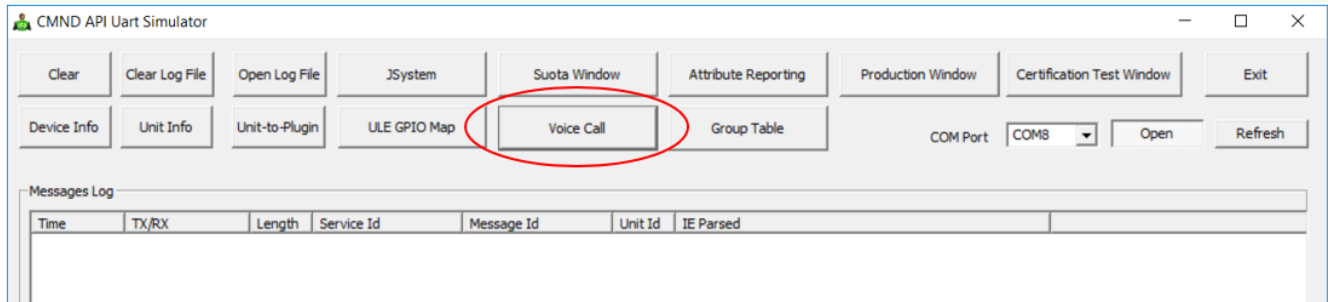 CMND API Uart Simulator
Clear Clear Log File Open Log File JSystem Suota Window Attribute Reporting Production Window Certification Test Window Exit
Device Info Unit Info Unit-to-Plugin ULE GPIO Map Voice Call Group Table COM Port COM8 Open Refresh
Messages Log
Time TX/RX Length Service Id Message Id Unit Id IE Parsed